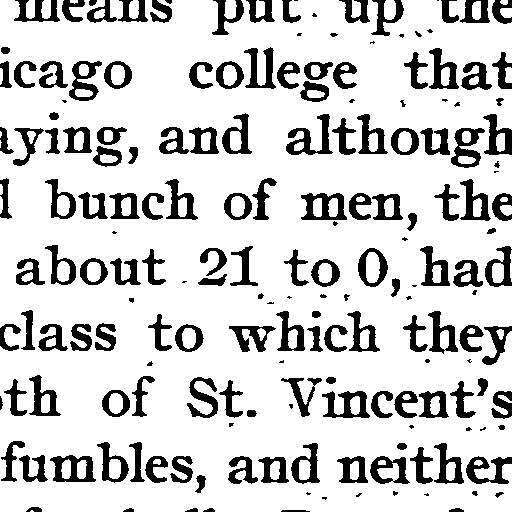 means put up the
icago college that
aying, and although
bunch of men, the
about 21 to 0, had
class to which they
th of St. Vincent's
fumbles, and neither